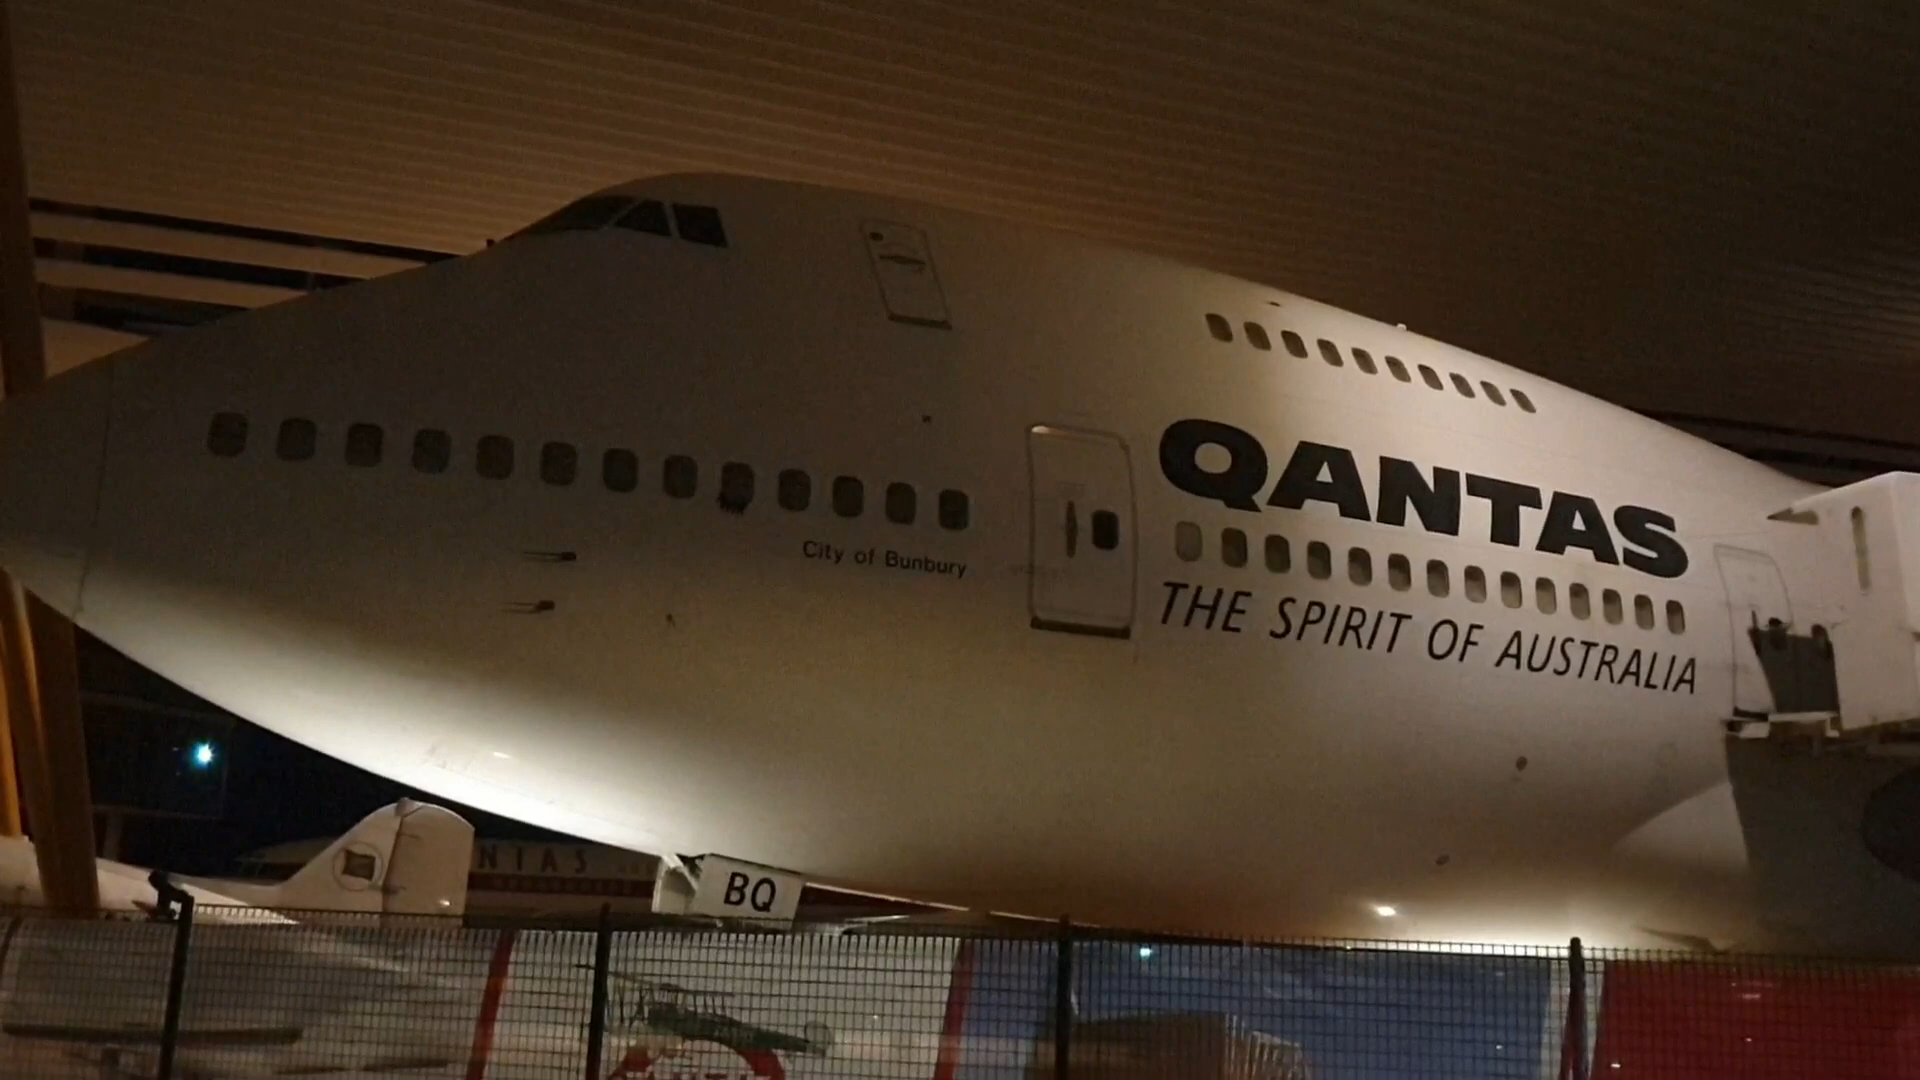 QANTAS
City of Bunbury
THE SPIRIT OF AUSTRALIA
NTAS
BQ